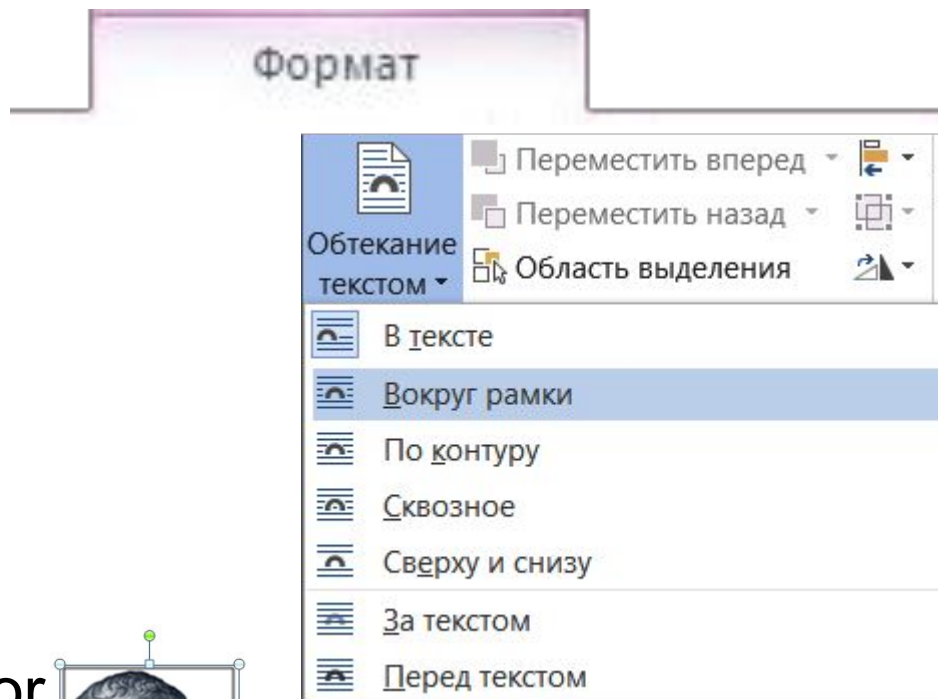 Формат
Переместить вперед
Переместить назад
Обтекание
текстом
Область выделения
В тексте
Вокруг рамки
По контуру
Сквозное
Сверху и снизу
За текстом
Перед текстом
or